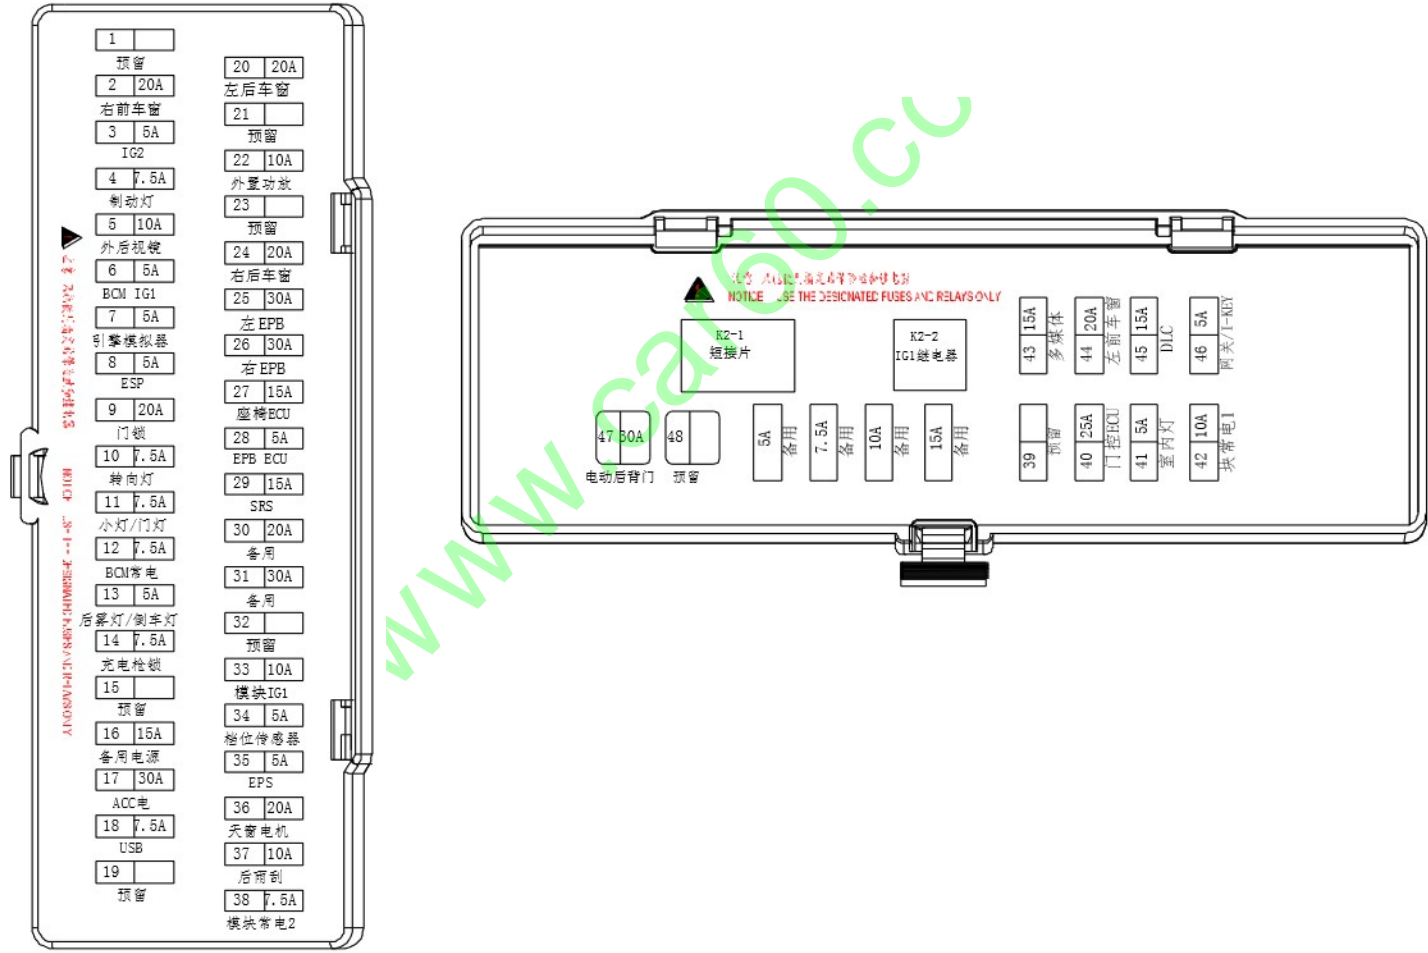 1
预留
2 20A
右前车窗
3 5A
IG2
4 7.5A
制动灯
5 10A
外后视镜
6 5A
BCM IG1
7 5A
引擎模拟器
8 5A
ESP
9 20A
门锁
10 7.5A
转向灯
11 7.5A
小灯/门灯
12 7.5A
BCM常电
13 5A
后雾灯/倒车灯
14 7.5A
充电枪锁
15
预留
16 15A
备用电源
17 30A
ACC电
18 7.5A
USB
19
预留
20 20A
左后车窗
21
预留
22 10A
外置功放
23
预留
24 20A
右后车窗
25 30A
左EPB
26 30A
右EPB
27 15A
座椅ECU
28 5A
EPB ECU
29 15A
SRS
30 20A
备用
31 30A
备用
32
预留
33 10A
模块IG1
34 5A
档位传感器
35 5A
EPS
36 20A
天窗电机
37 10A
后雨刮
38 7.5A
模块常电2
NOTICE USE THE DESIGNATED FUSES AND RELAYS ONLY
K2-1
短接片
K2-2
IG1继电器
43 15A
多媒体
44 20A
左前车窗
45 15A
DLC
46 5A
网关/I-KEY
47 30A
电动后背门
48
预留
5A
备用
7.5A
备用
10A
备用
15A
备用
39
预留
40 25A
门控ECU
41 5A
室内灯
42 10A
块常电1
www.car60.co